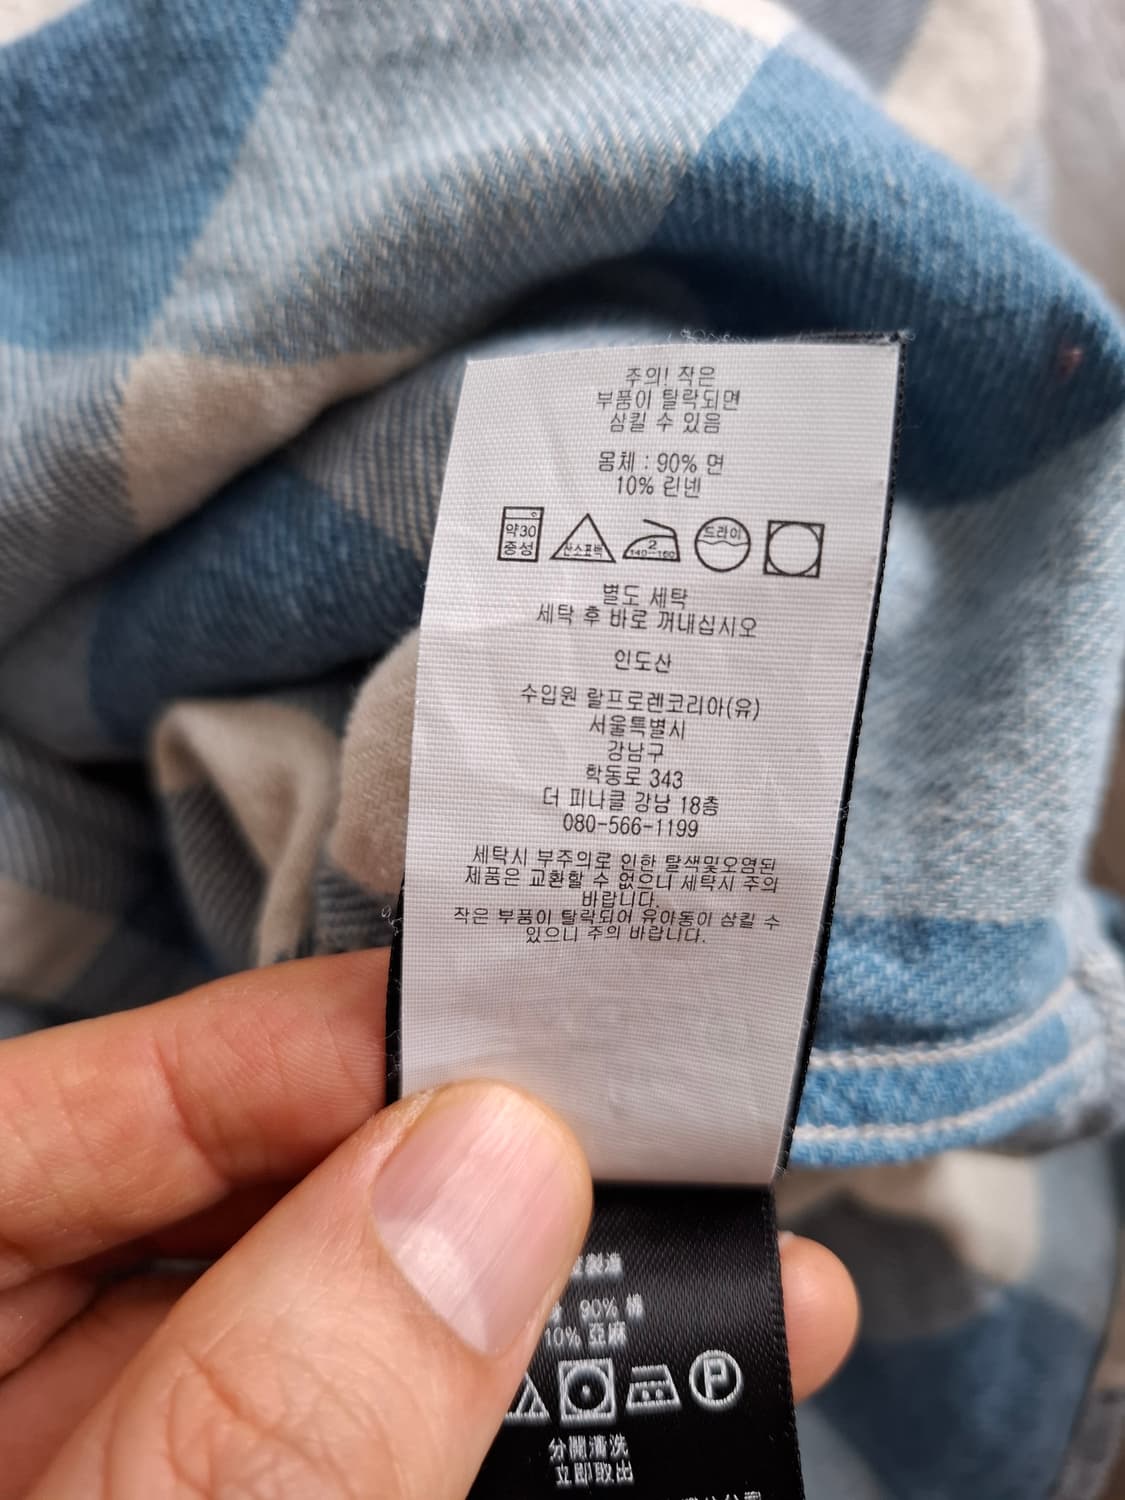 주의! 작은
부품이 탈락되면
삼킬 수 있음
몸체 : 90% 면
10% 린넨
약30
중성
산소표백
2
140~160
드라이
별도 세탁
세탁 후 바로 꺼내십시오
인도산
수입원 랄프로렌코리아(유)
서울특별시
강남구
학동로 343
더 피나클 강남 18층
080-566-1199
세탁시 부주의로 인한 탈색및오염된
제품은 교환할 수 없으니 세탁시 주의
바랍니다.
작은 부품이 탈락되어 유아동이 삼킬 수
있으니 주의 바랍니다.
製造
90% 棉
10% 亞麻
P
分開清洗
立即取出